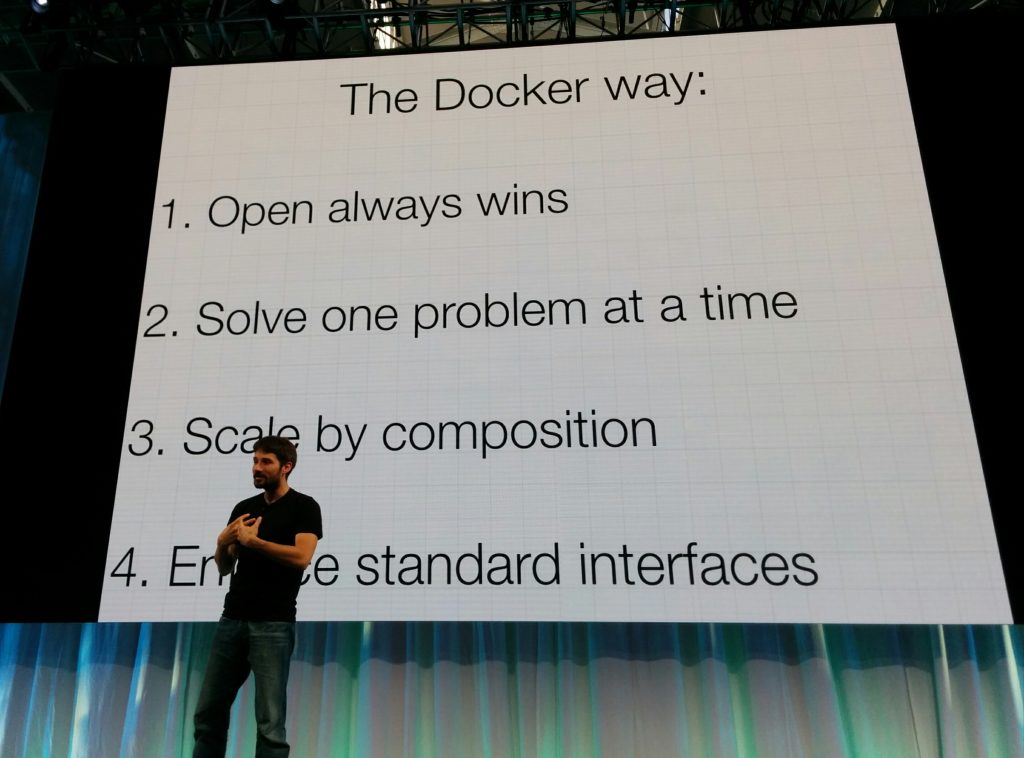 The Docker way:
1. Open always wins
2. Solve one problem at a time
3. Scale by composition
4. standard interfaces